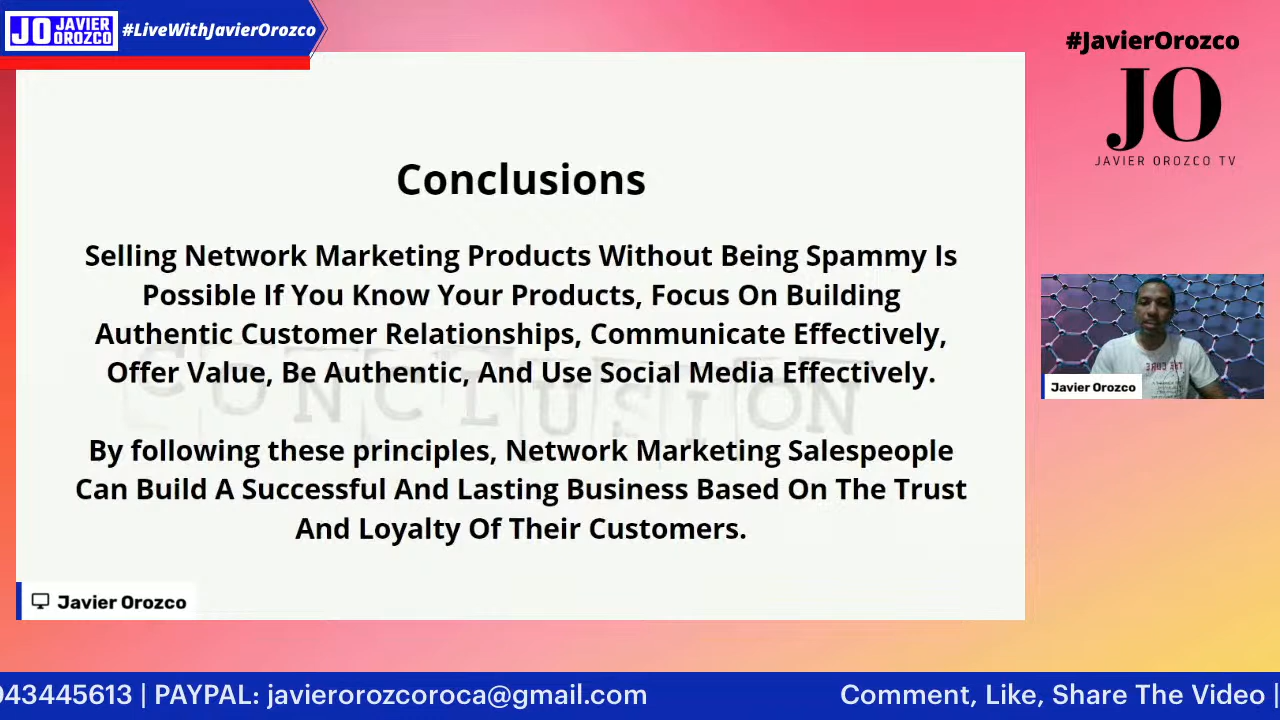 JO JAVIER OROZCO
#LiveWithJavierOrozco
#JavierOrozco
JO
JAVIER OROZCO TV
Conclusions
Selling Network Marketing Products Without Being Spammy Is
Possible If You Know Your Products, Focus On Building
Authentic Customer Relationships, Communicate Effectively,
Offer Value, Be Authentic, And Use Social Media Effectively.
CONCLUSION
By following these principles, Network Marketing Salespeople
Can Build A Successful And Lasting Business Based On The Trust
And Loyalty Of Their Customers.
Javier Orozco
Javier Orozco
043445613 | PAYPAL: javierorozcoroca@gmail.com
Comment, Like, Share The Video |